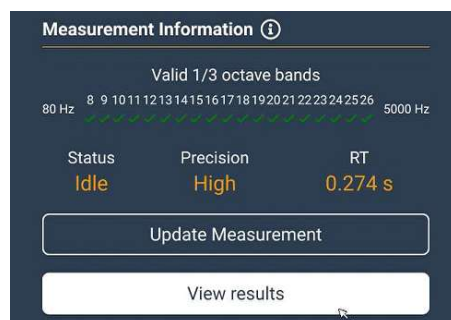 Measurement Information
Valid 1/3 octave bands
80 Hz 8 9 10 11 12 13 14 15 16 17 18 19 20 21 22 23 24 25 26 5000 Hz
Status Precision RT
Idle High 0.274 s
Update Measurement
View results